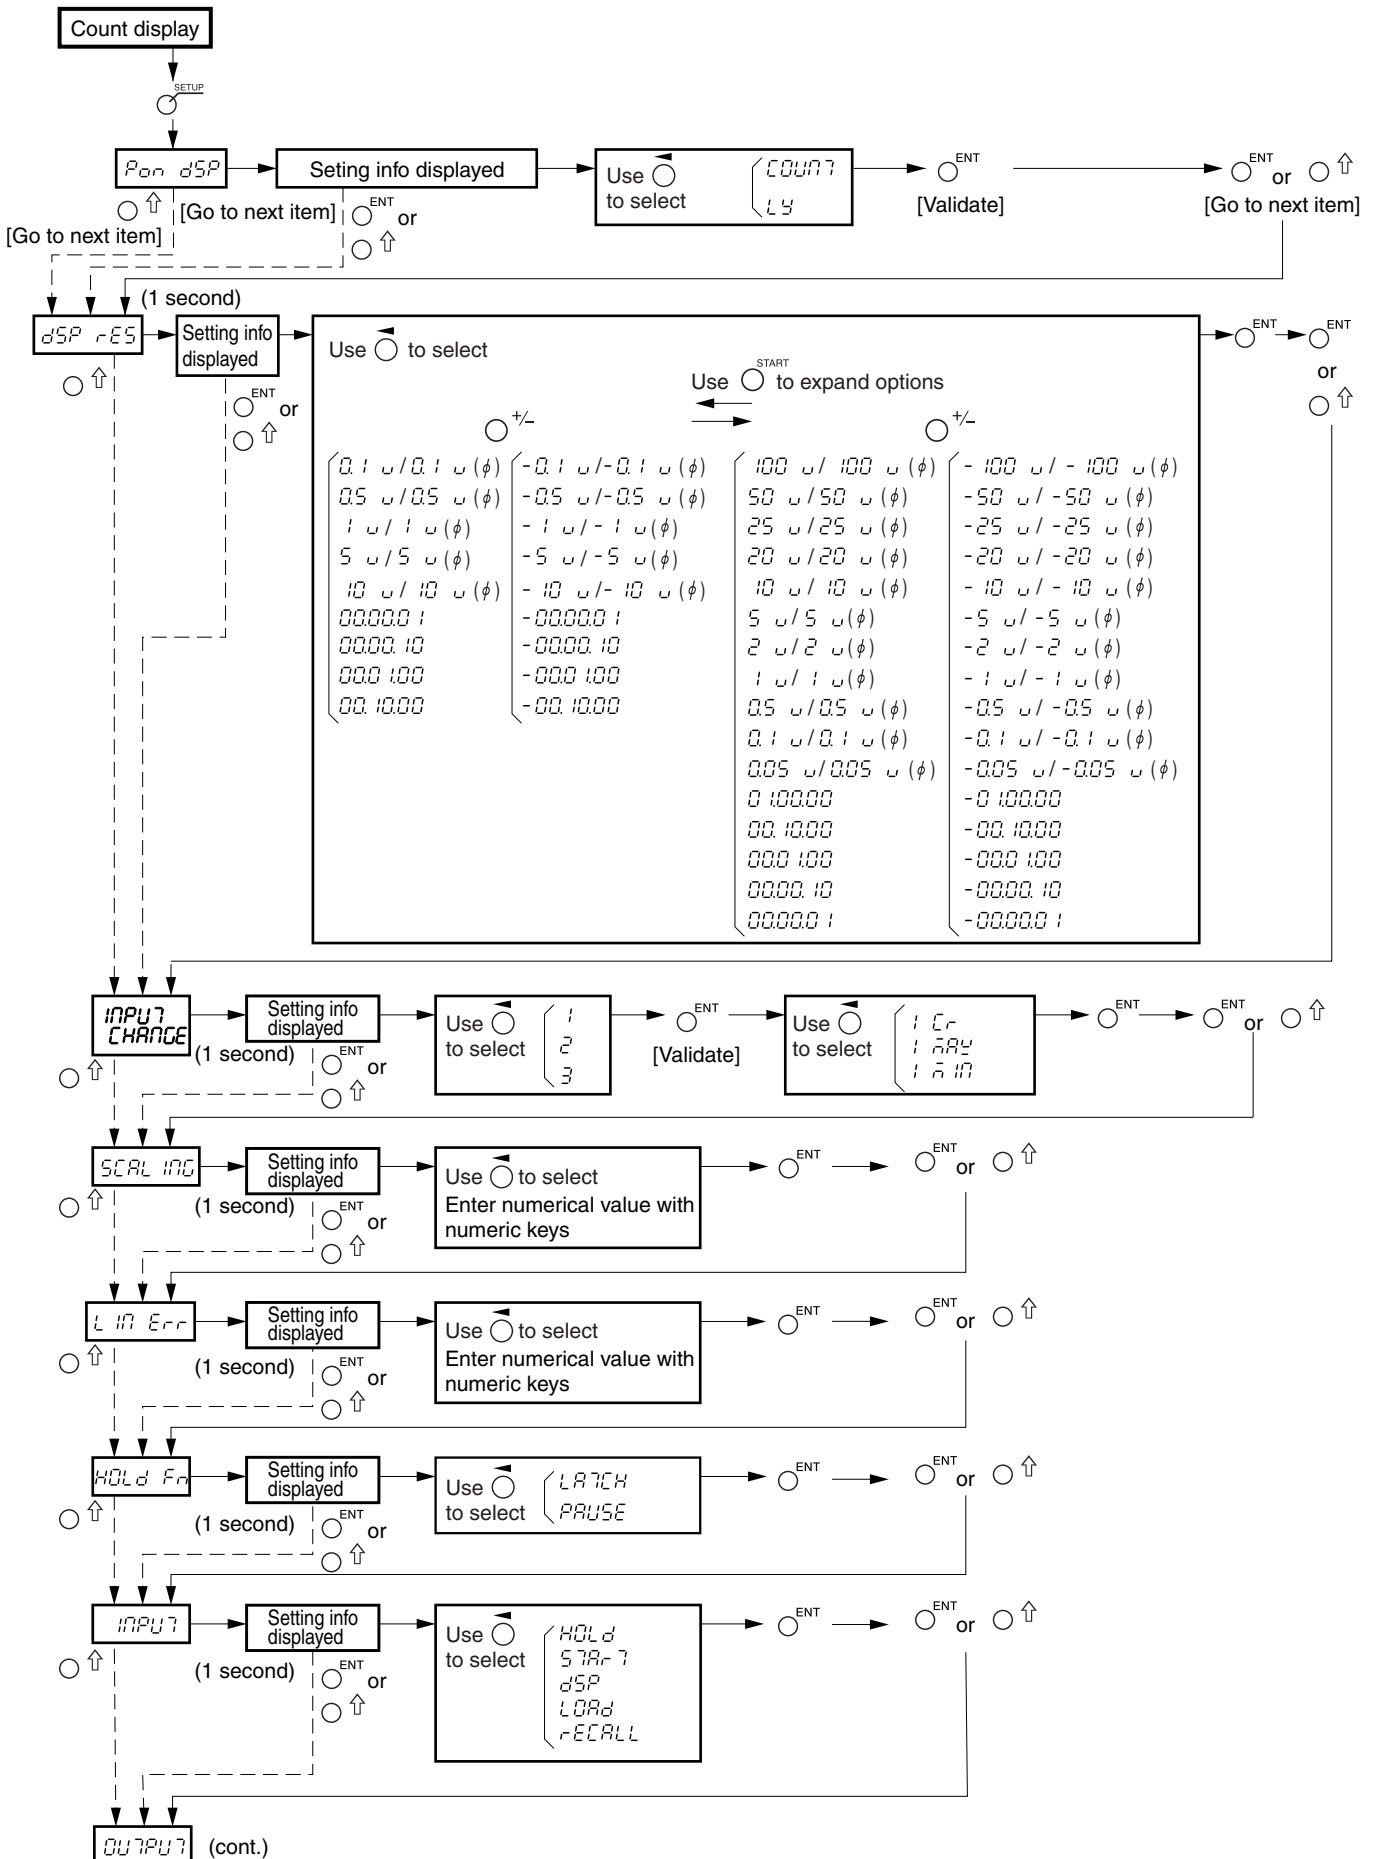 Count display
SETUP
Pon dSP
Seting info displayed
Use to select
COUNT
LY
ENT
[Validate]
ENT or
[Go to next item]
[Go to next item]
[Go to next item]
ENT or
(1 second)
dSP rES
Setting info displayed
ENT or
Use to select
Use START to expand options
+/-
+/-
0.1 u/0.1 u (φ)
0.5 u/0.5 u (φ)
1 u/1 u (φ)
5 u/5 u (φ)
10 u/10 u (φ)
00.00.01
00.00.10
00.01.00
00.10.00
-0.1 u/-0.1 u (φ)
-0.5 u/-0.5 u (φ)
-1 u/-1 u (φ)
-5 u/-5 u (φ)
-10 u/-10 u (φ)
-00.00.01
-00.00.10
-00.01.00
-00.10.00
100 u/100 u (φ)
50 u/50 u (φ)
25 u/25 u (φ)
20 u/20 u (φ)
10 u/10 u (φ)
5 u/5 u (φ)
2 u/2 u (φ)
1 u/1 u (φ)
0.5 u/0.5 u (φ)
0.1 u/0.1 u (φ)
0.05 u/0.05 u (φ)
01.00.00
00.10.00
00.01.00
00.00.10
00.00.01
-100 u/-100 u (φ)
-50 u/-50 u (φ)
-25 u/-25 u (φ)
-20 u/-20 u (φ)
-10 u/-10 u (φ)
-5 u/-5 u (φ)
-2 u/-2 u (φ)
-1 u/-1 u (φ)
-0.5 u/-0.5 u (φ)
-0.1 u/-0.1 u (φ)
-0.05 u/-0.05 u (φ)
-01.00.00
-00.10.00
-00.01.00
-00.00.10
-00.00.01
ENT
ENT
or
INPUT
CHANGE
(1 second)
Setting info
displayed
ENT or
Use
to select
1
2
3
ENT
[Validate]
Use
to select
1 Cr
1 MAX
1 MIN
ENT
ENT or
SCALING
(1 second)
Setting info
displayed
ENT or
Use to select
Enter numerical value with
numeric keys
ENT
ENT or
LIN Err
(1 second)
Setting info
displayed
ENT or
Use to select
Enter numerical value with
numeric keys
ENT
ENT or
HOLd Fn
(1 second)
Setting info
displayed
ENT or
Use
to select
LATCH
PAUSE
ENT
ENT or
INPUT
(1 second)
Setting info
displayed
ENT or
Use
to select
HOLd
STArT
dSP
LOAd
rECALL
ENT
ENT or
OUTPUT
(cont.)